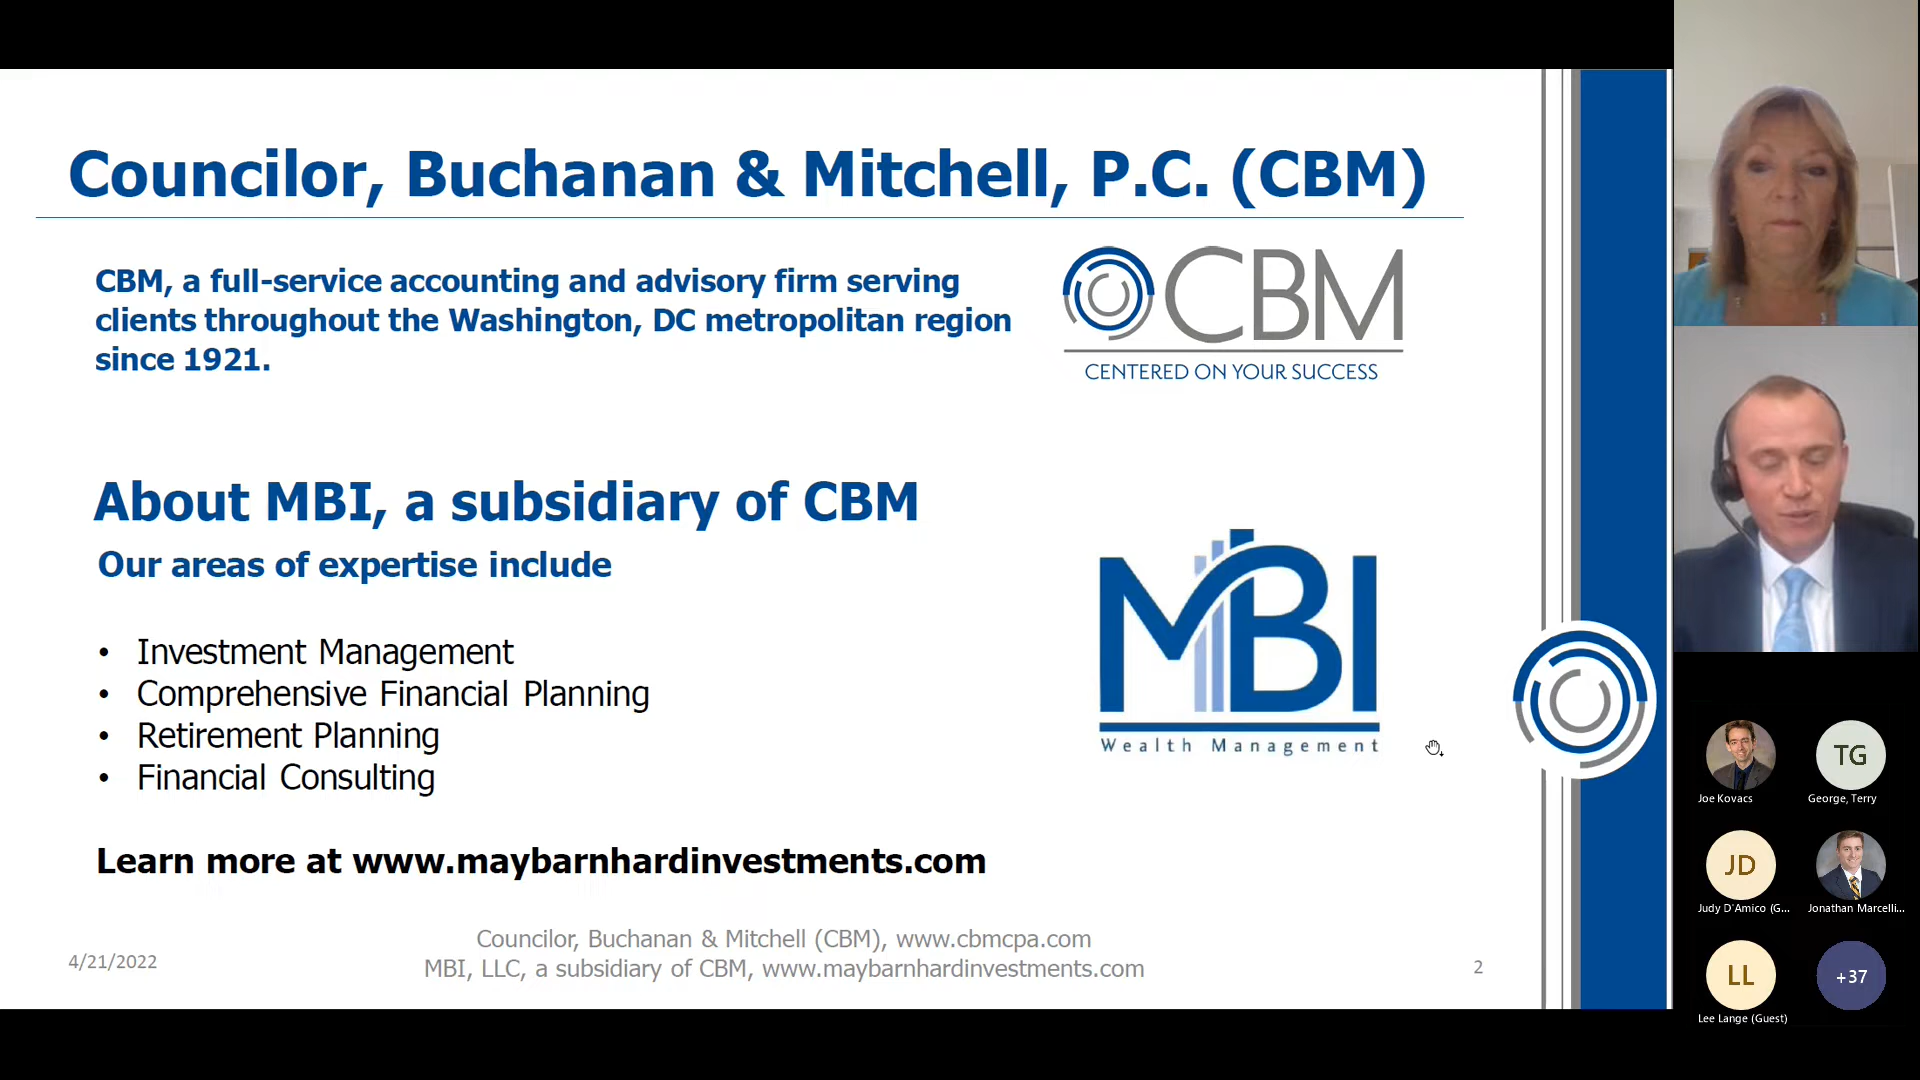 Councilor, Buchanan & Mitchell, P.C. (CBM)
CBM, a full-service accounting and advisory firm serving
clients throughout the Washington, DC metropolitan region
since 1921.
CBM
CENTERED ON YOUR SUCCESS
About MBI, a subsidiary of CBM
Our areas of expertise include
• Investment Management
• Comprehensive Financial Planning
• Retirement Planning
• Financial Consulting
MBI
Wealth Management
Learn more at www.maybarnhardinvestments.com
Councilor, Buchanan & Mitchell (CBM), www.cbmcpa.com
MBI, LLC, a subsidiary of CBM, www.maybarnhardinvestments.com
4/21/2022
2
Joe Kovacs
TG
George, Terry
JD
Judy D'Amico (G...
Jonathan Marcelli...
LL
Lee Lange (Guest)
+37